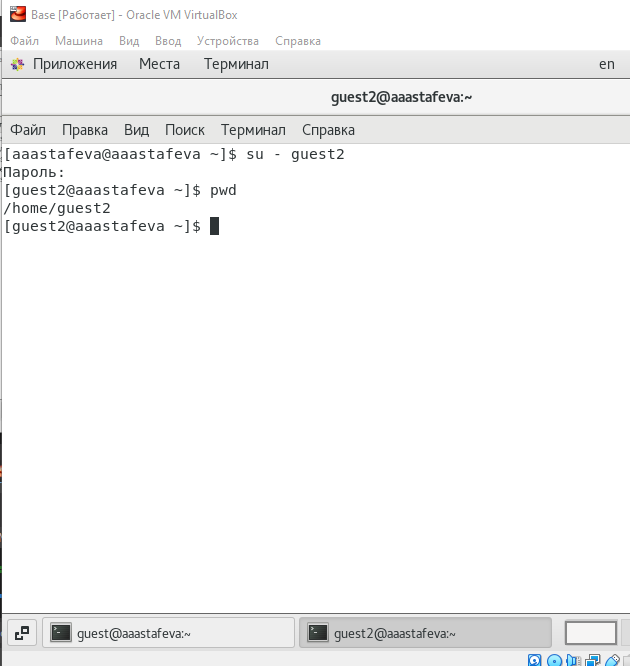 Base [Работает] - Oracle VM VirtualBox
Файл Машина Вид Ввод Устройства Справка
Приложения Места Терминал en
guest2@aaastafeva:~
Файл Правка Вид Поиск Терминал Справка
[aaastafeva@aaastafeva ~]$ su - guest2
Пароль:
[guest2@aaastafeva ~]$ pwd
/home/guest2
[guest2@aaastafeva ~]$
guest@aaastafeva:~ guest2@aaastafeva:~